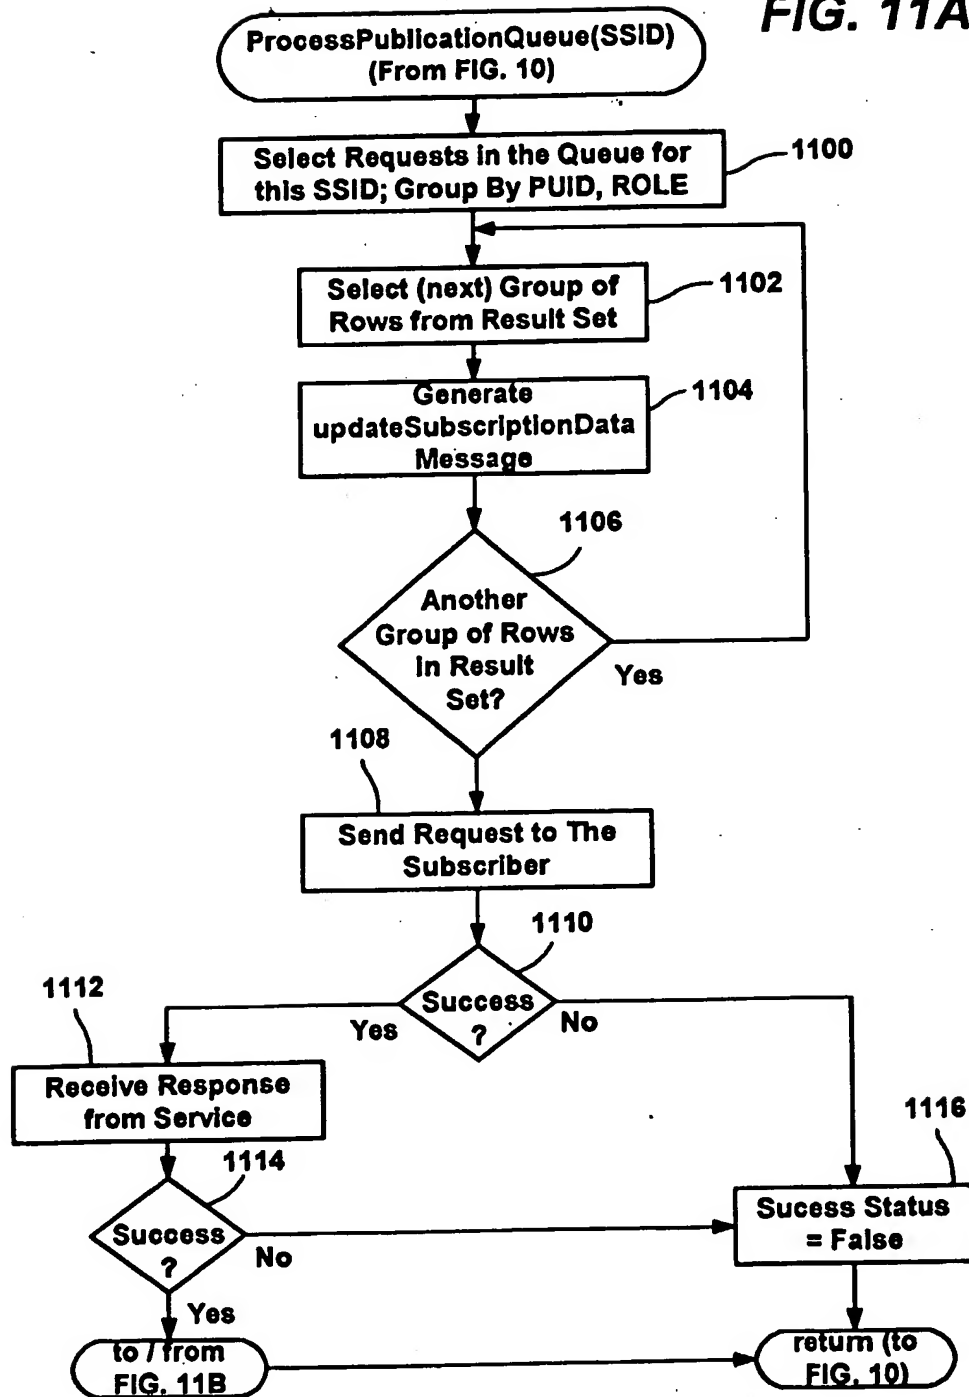 FIG. 11A
ProcessPublicationQueue(SSID)
(From FIG. 10)
Select Requests in the Queue for
this SSID; Group By PUID, ROLE
1100
Select (next) Group of
Rows from Result Set
1102
Generate
updateSubscriptionData
Message
1104
1106
Another
Group of Rows
in Result
Set?
Yes
1108
Send Request to The
Subscriber
1110
Success
?
Yes
No
1112
Receive Response
from Service
1114
Success
?
No
Yes
1116
Sucess Status
= False
to / from
FIG. 11B
return (to
FIG. 10)